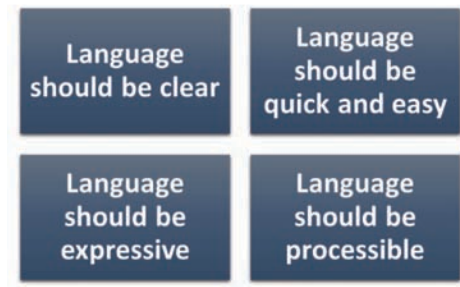 Language
should be clear
Language
should be
quick and easy
Language
should be
expressive
Language
should be
processible